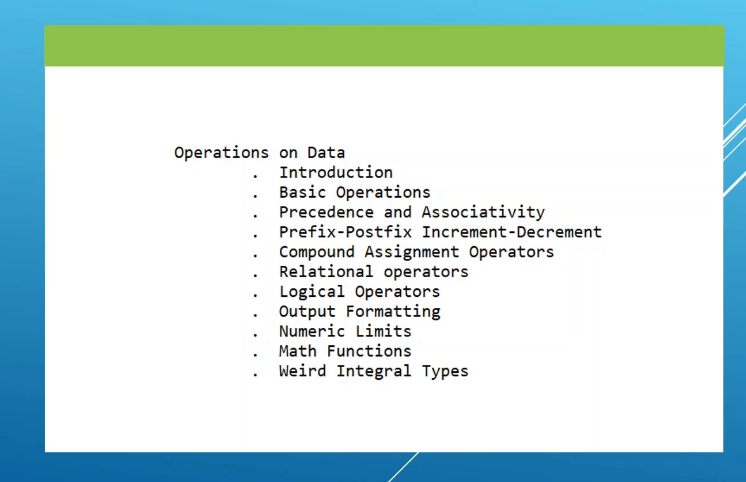 Operations on Data
. Introduction
. Basic Operations
. Precedence and Associativity
. Prefix-Postfix Increment-Decrement
. Compound Assignment Operators
. Relational operators
. Logical Operators
. Output Formatting
. Numeric Limits
. Math Functions
. Weird Integral Types